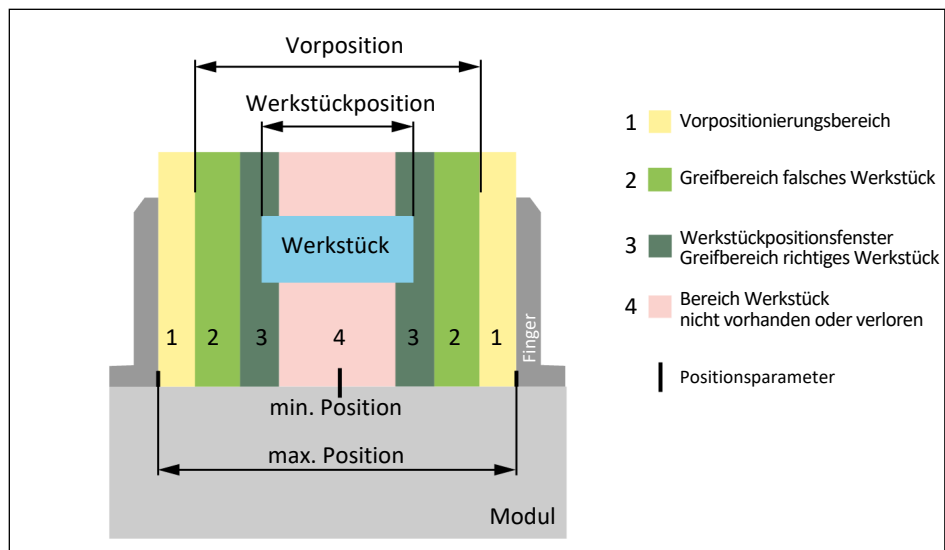 Vorposition
Werkstückposition
Werkstück
1 2 3 4 3 2 1
Finger
min. Position
max. Position
Modul
1 Vorpositionierungsbereich
2 Greifbereich falsches Werkstück
3 Werkstückpositionsfenster
Greifbereich richtiges Werkstück
4 Bereich Werkstück
nicht vorhanden oder verloren
Positionsparameter